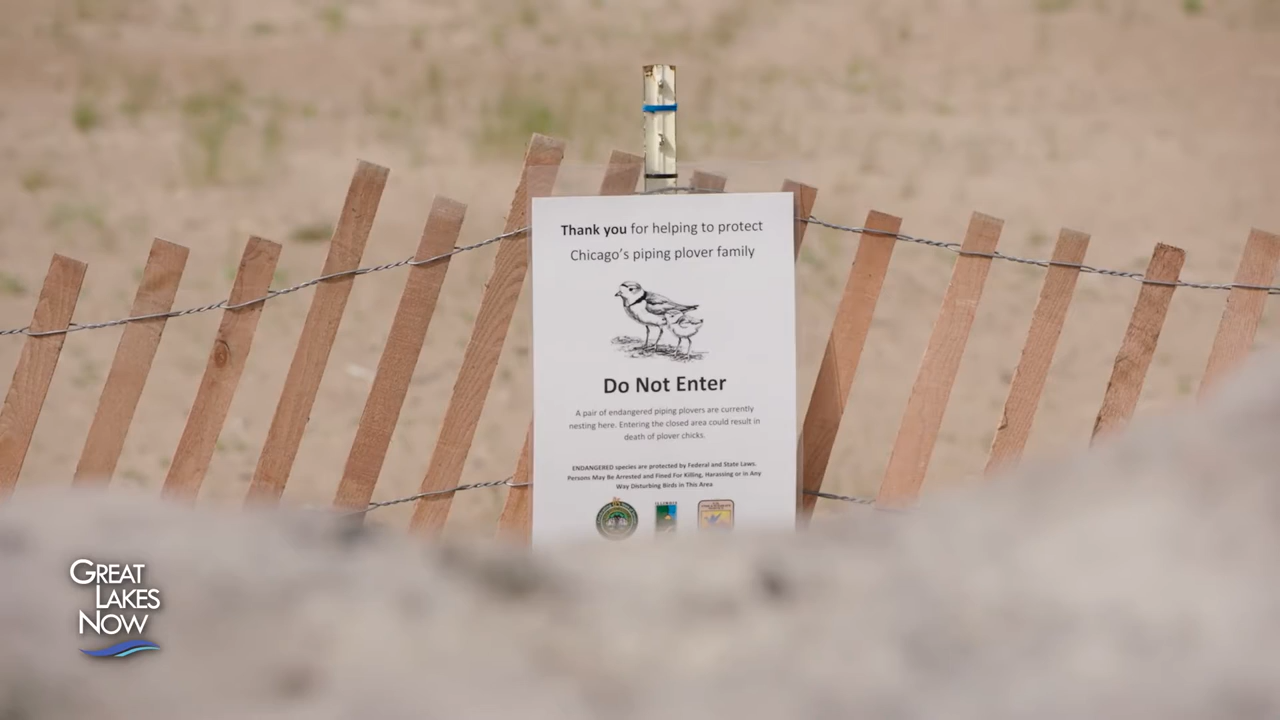 Thank you for helping to protect
Chicago's piping plover family
Do Not Enter
A pair of endangered piping plovers are currently
nesting here. Entering the closed area could result in
death of plover chicks.
ENDANGERED species are protected by Federal and State Laws.
Persons May Be Arrested and Fined For Killing, Harassing or in Any
Way Disturbing Birds in This Area
ILLINOIS
GREAT
LAKES
NOW